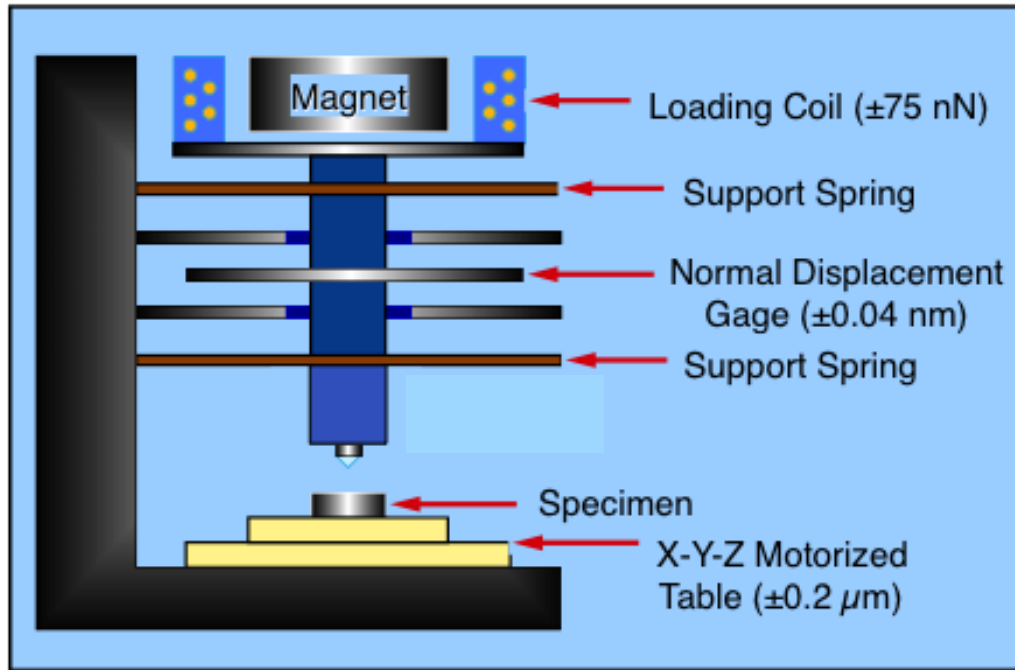 Magnet
Loading Coil (±75 nN)
Support Spring
Normal Displacement
Gage (±0.04 nm)
Support Spring
Specimen
X-Y-Z Motorized
Table (±0.2 µm)